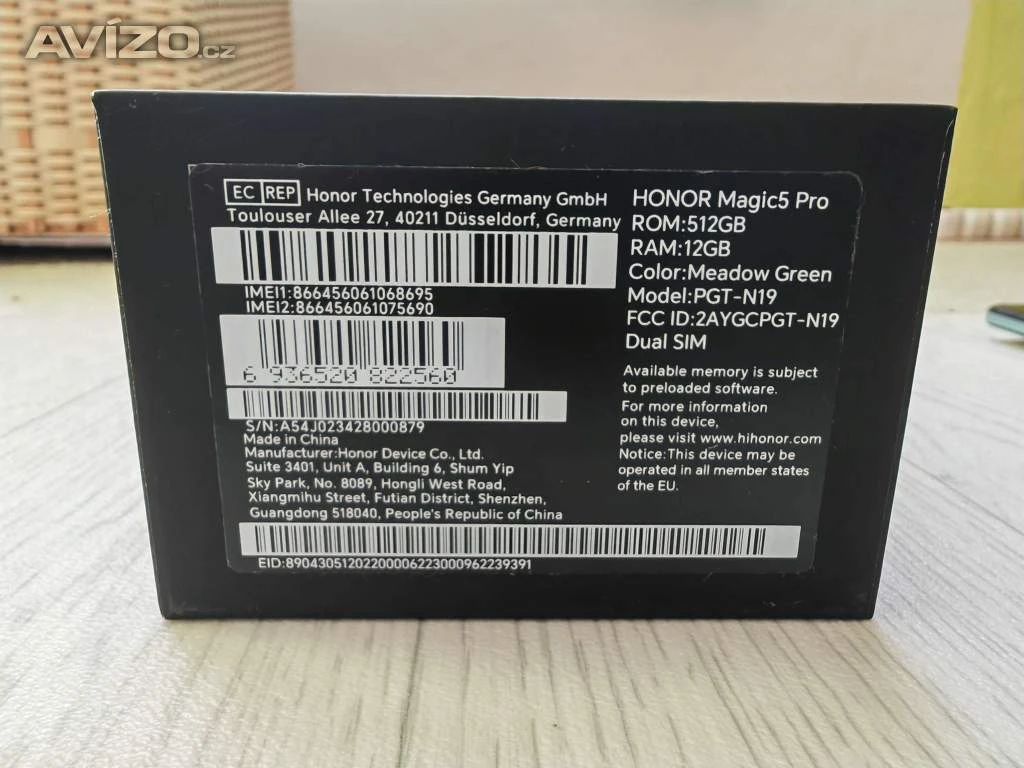 AVÍZO.cz
EC REP Honor Technologies Germany GmbH
Toulouser Allee 27, 40211 Düsseldorf, Germany
IMEI1:866456061068695
IMEI2:866456061075690
6 936520 822560
S/N:A54J023428000879
Made in China
Manufacturer:Honor Device Co., Ltd.
Suite 3401, Unit A, Building 6, Shum Yip
Sky Park, No. 8089, Hongli West Road,
Xiangmihu Street, Futian District, Shenzhen,
Guangdong 518040, People's Republic of China
EID:89043051202200006223000962239391
HONOR Magic5 Pro
ROM:512GB
RAM:12GB
Color:Meadow Green
Model:PGT-N19
FCC ID:2AYGCPGT-N19
Dual SIM
Available memory is subject
to preloaded software.
For more information
on this device,
please visit www.hihonor.com
Notice:This device may be
operated in all member states
of the EU.